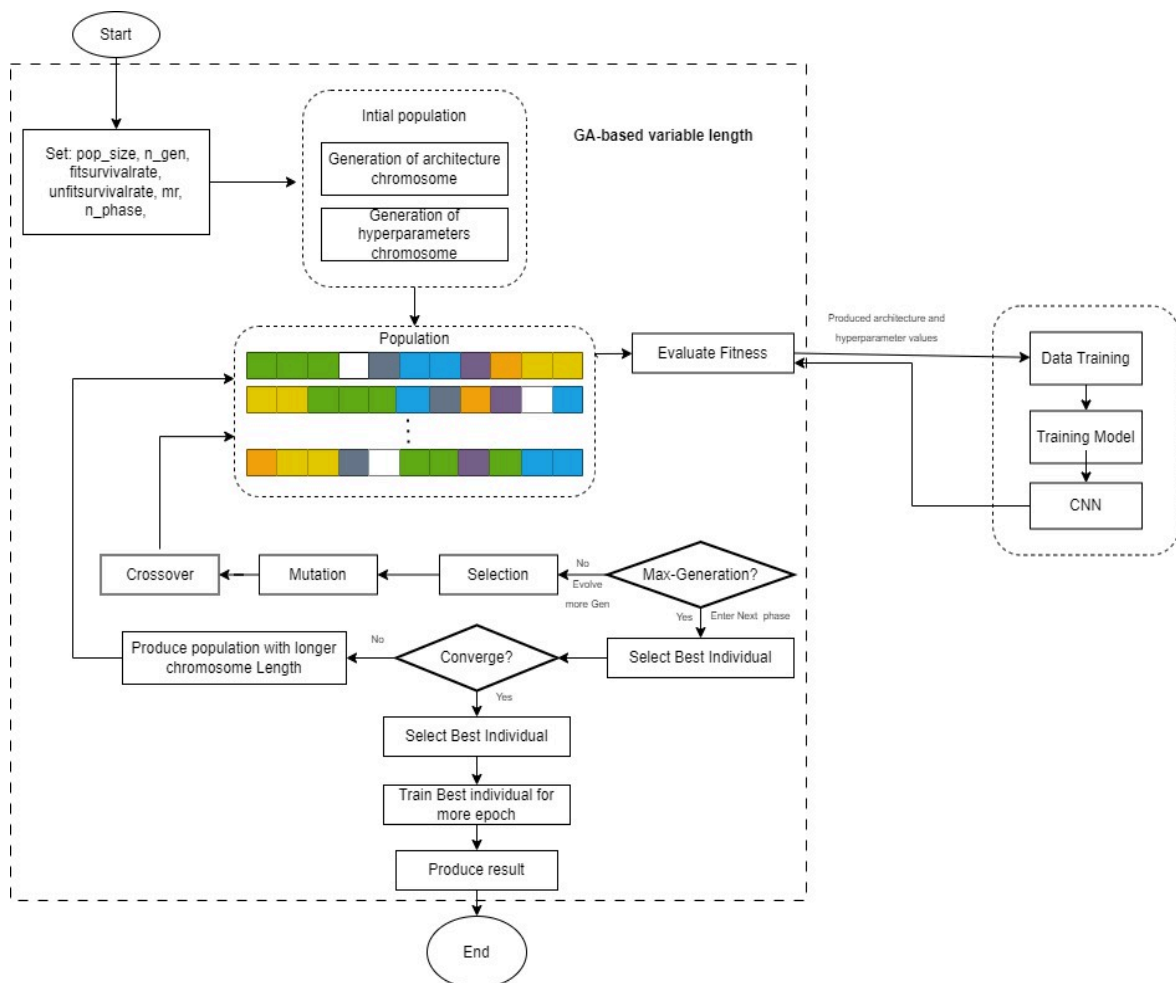 Start
Intial population
GA-based variable length
Set: pop_size, n_gen,
fitsurvivalrate,
unfitsurvivalrate, mr,
n_phase,
Generation of architecture
chromosome
Generation of
hyperparameters
chromosome
Population
Evaluate Fitness
Produced architecture and
hyperparameter values
Data Training
Training Model
CNN
Crossover
Mutation
Selection
No
Evolve
more Gen
Max-Generation?
Yes
Enter Next phase
Produce population with longer
chromosome Length
No
Converge?
Select Best Individual
Yes
Select Best Individual
Train Best individual for
more epoch
Produce result
End